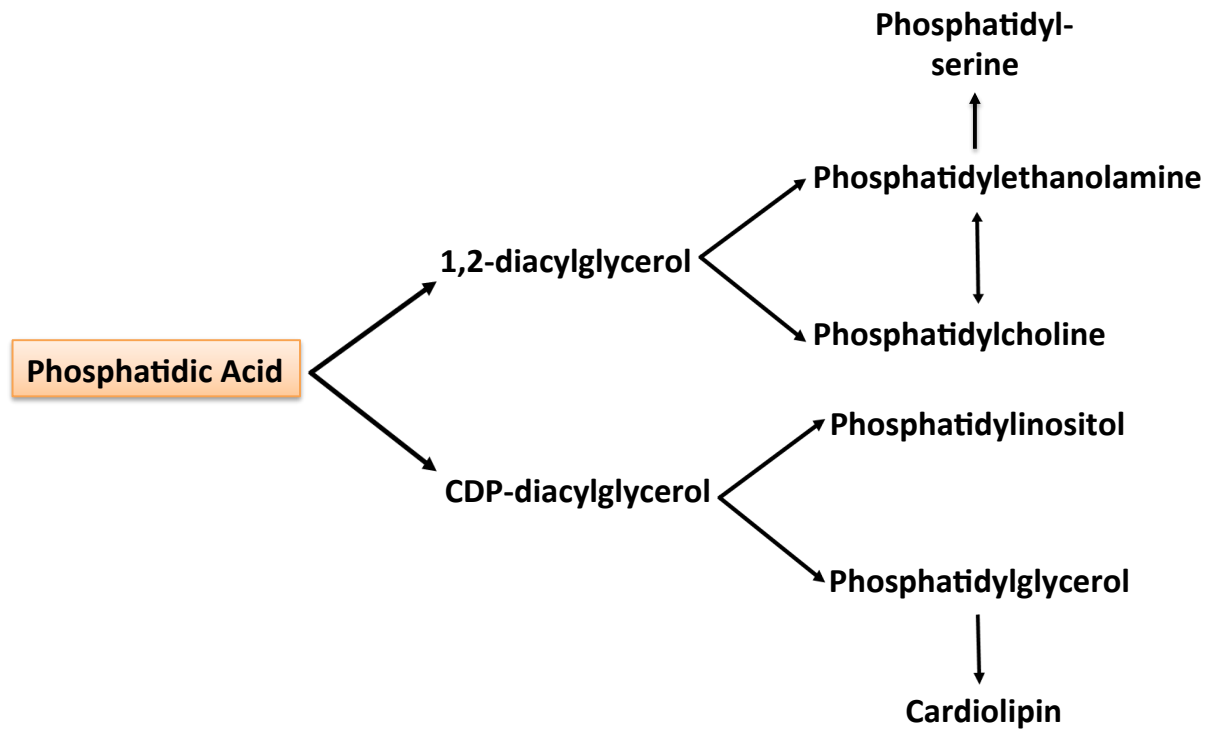 Phosphatidyl-
serine
Phosphatidylethanolamine
1,2-diacylglycerol
Phosphatidylcholine
Phosphatidic Acid
Phosphatidylinositol
CDP-diacylglycerol
Phosphatidylglycerol
Cardiolipin